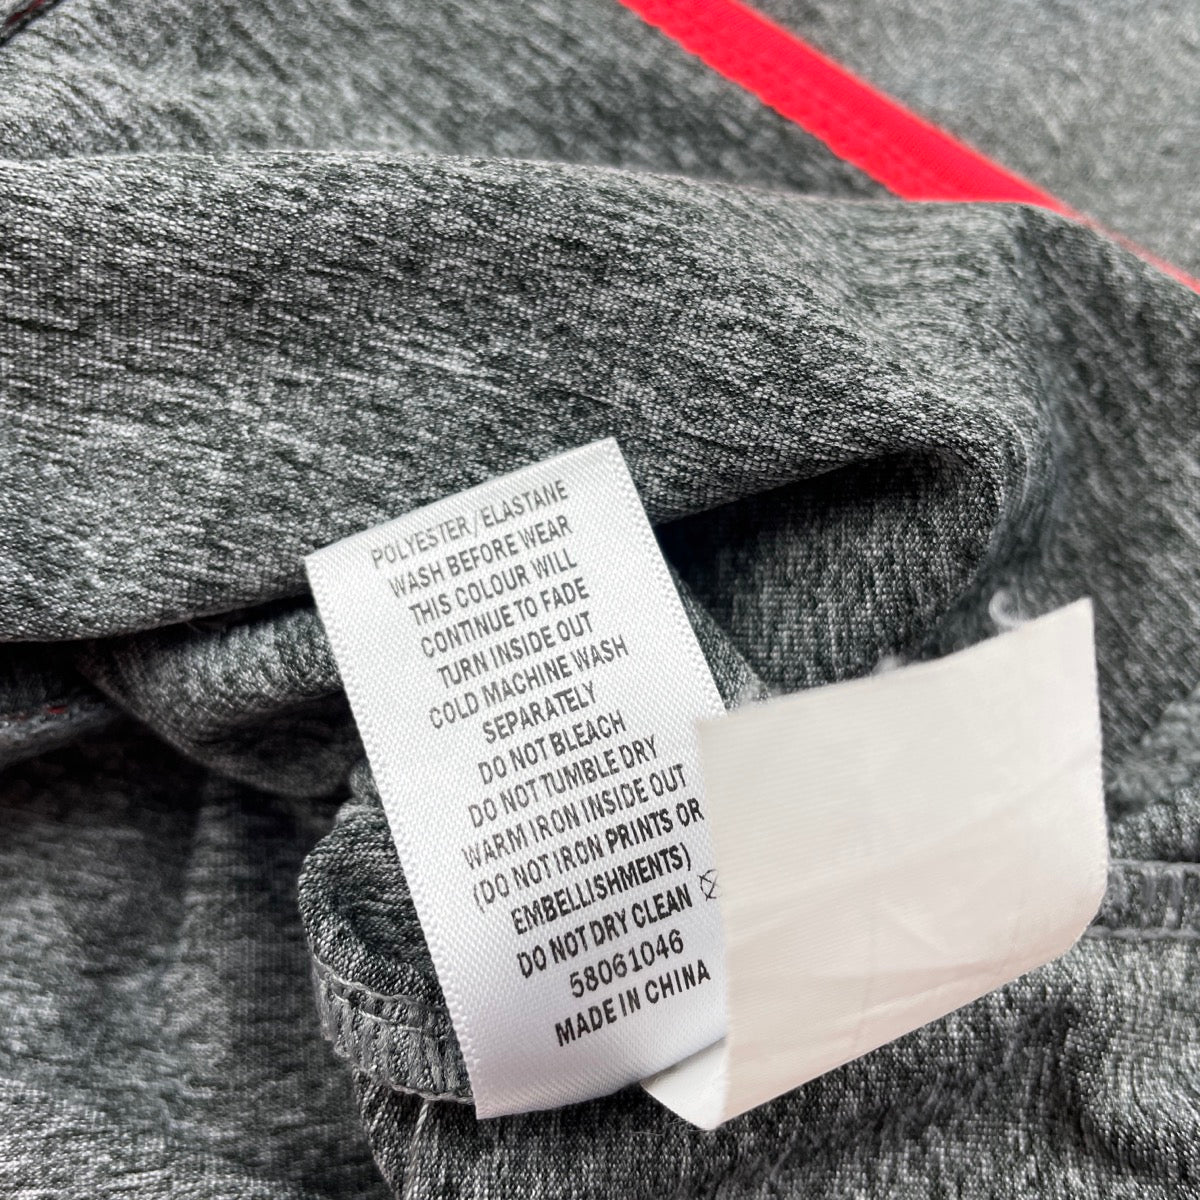 POLYESTER / ELASTANE
WASH BEFORE WEAR
THIS COLOUR WILL
CONTINUE TO FADE
TURN INSIDE OUT
COLD MACHINE WASH
SEPARATELY
DO NOT BLEACH
DO NOT TUMBLE DRY
WARM IRON INSIDE OUT
(DO NOT IRON PRINTS OR
EMBELLISHMENTS)
DO NOT DRY CLEAN
58061046
MADE IN CHINA